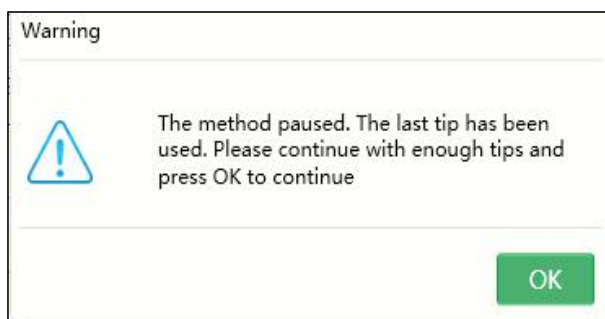 Warning
The method paused. The last tip has been
used. Please continue with enough tips and
press OK to continue
OK